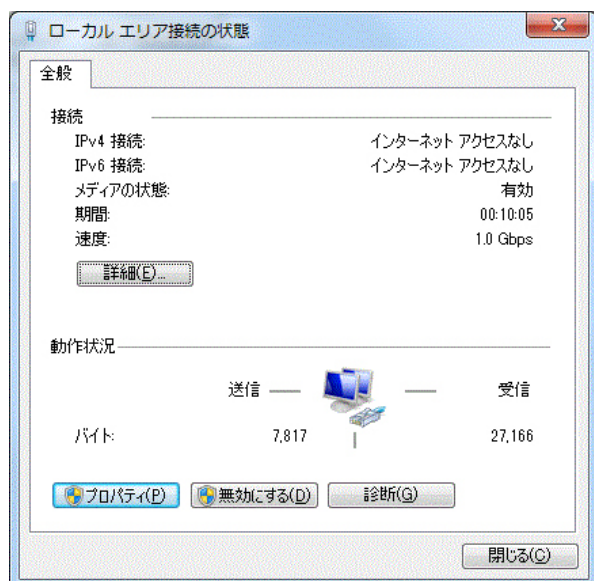 ローカル エリア接続の状態
全般
接続
IPv4 接続: インターネット アクセスなし
IPv6 接続: インターネット アクセスなし
メディアの状態: 有効
期間: 00:10:05
速度: 1.0 Gbps
詳細(E)...
動作状況
送信 受信
バイト: 7,817 27,166
プロパティ(P) 無効にする(D) 診断(G)
閉じる(C)